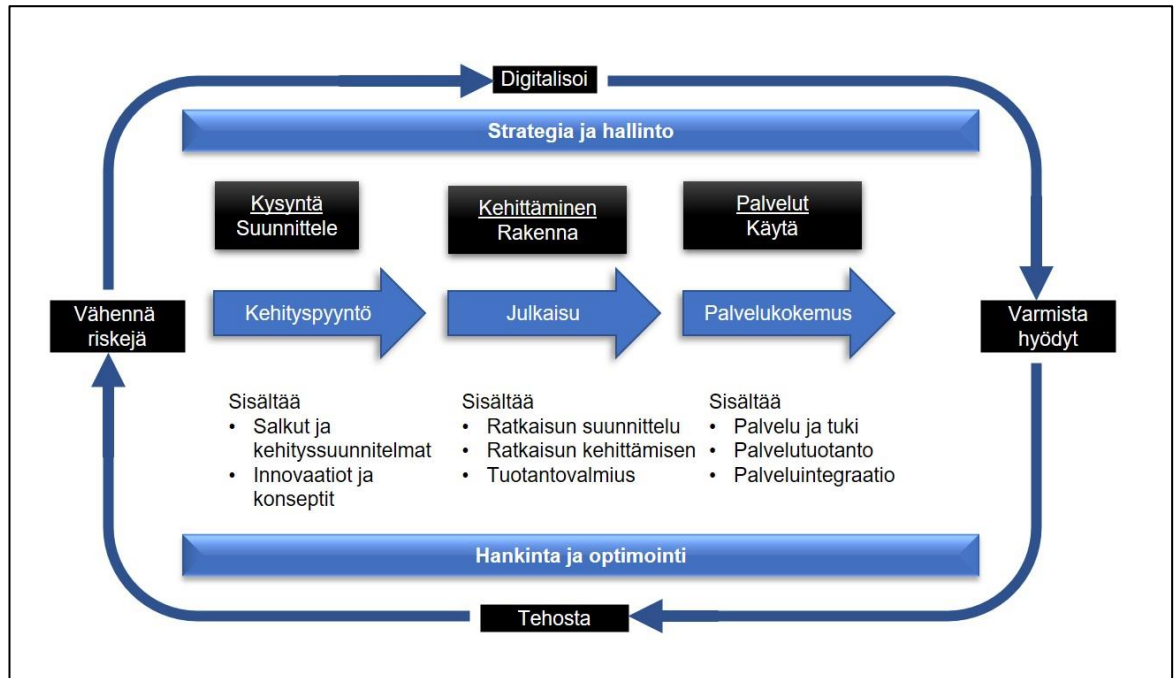 Digitalisoi
Strategia ja hallinto
Kysyntä
Suunnittele
Kehittäminen
Rakenna
Palvelut
Käytä
Vähennä
riskejä
Kehityspyyntö
Julkaisu
Palvelukokemus
Varmista
hyödyt
Sisältää
• Salkut ja
kehityssuunnitelmat
• Innovaatiot ja
konseptit
Sisältää
• Ratkaisun suunnittelu
• Ratkaisun kehittämisen
• Tuotantovalmius
Sisältää
• Palvelu ja tuki
• Palvelutuotanto
• Palveluintegraatio
Hankinta ja optimointi
Tehosta